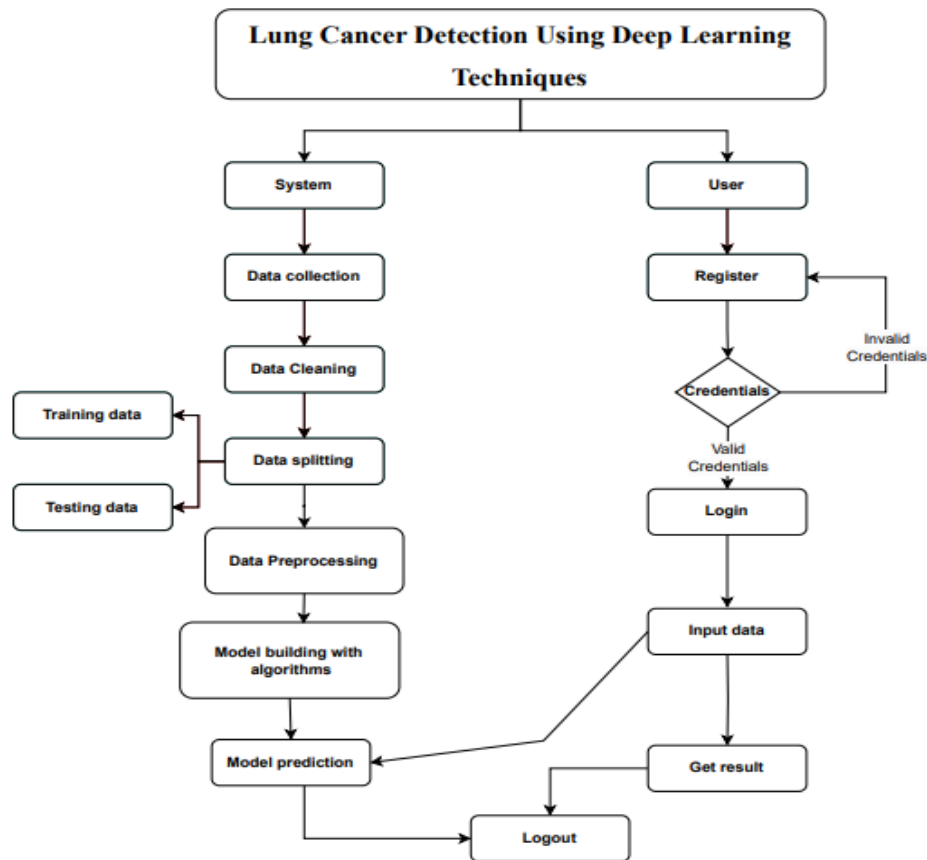 Lung Cancer Detection Using Deep Learning
Techniques
System
User
Data collection
Register
Invalid
Credentials
Data Cleaning
Credentials
Training data
Data splitting
Valid
Credentials
Testing data
Login
Data Preprocessing
Input data
Model building with
algorithms
Model prediction
Get result
Logout